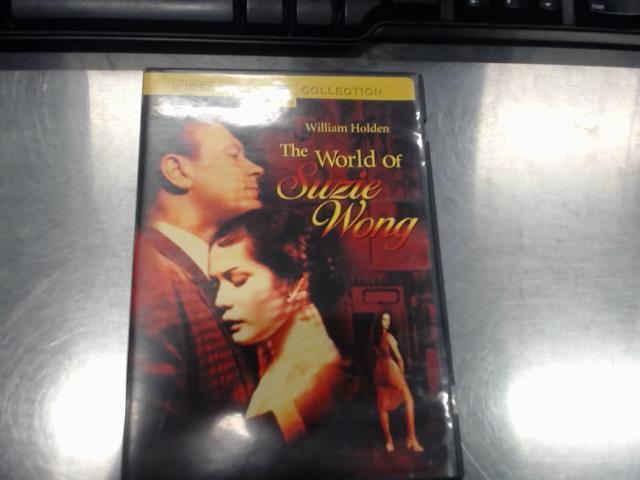 COLLECTION
William Holden
The World of
Suzie
Wong